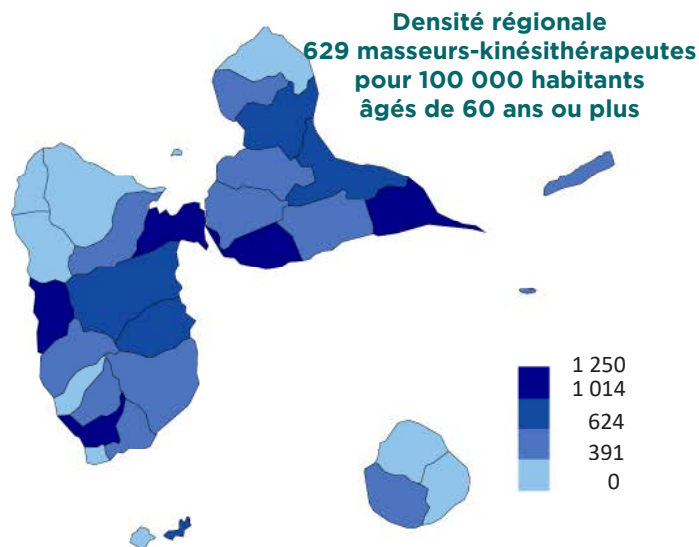 Densité régionale
629 masseurs-kinésithérapeutes
pour 100 000 habitants
âgés de 60 ans ou plus
1 250
1 014
624
391
0